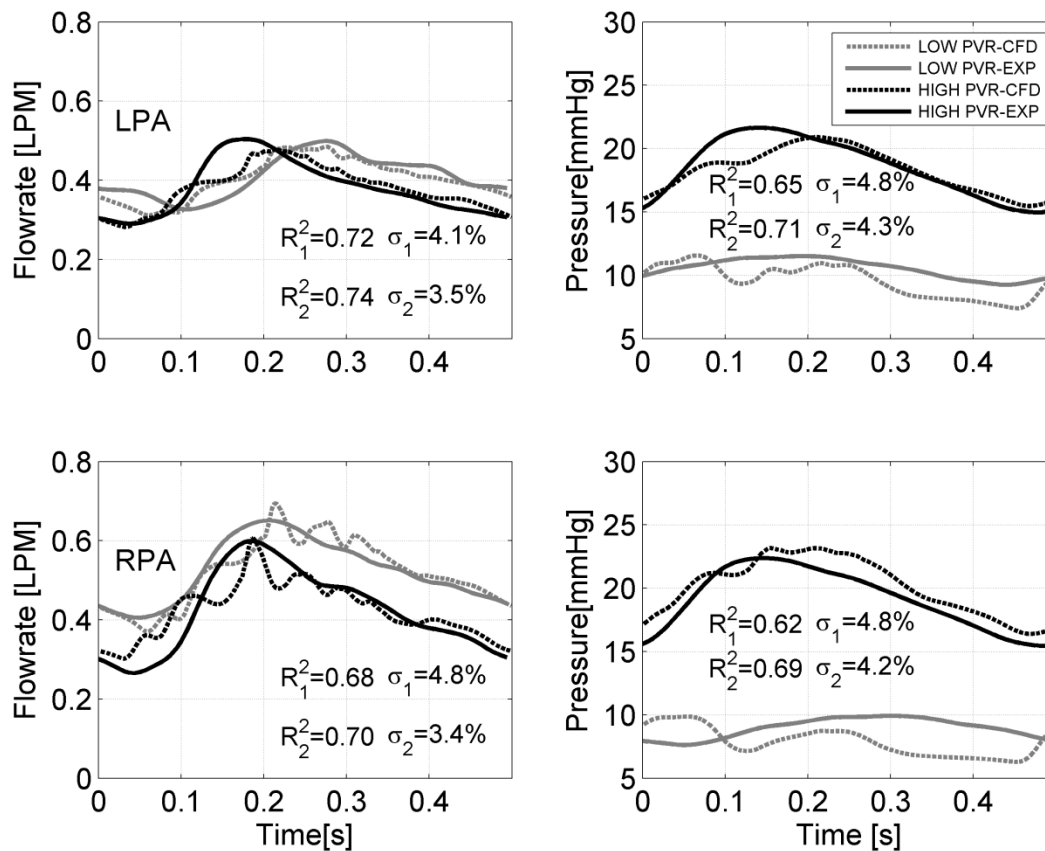 0.8
0.6
0.4
0.2
0
Flowrate [LPM]
LPA
R₁²=0.72 σ₁=4.1%
R₂²=0.74 σ₂=3.5%
0 0.1 0.2 0.3 0.4
30
25
20
15
10
5
Pressure[mmHg]
LOW PVR-CFD
LOW PVR-EXP
HIGH PVR-CFD
HIGH PVR-EXP
R₁²=0.65 σ₁=4.8%
R₂²=0.71 σ₂=4.3%
0 0.1 0.2 0.3 0.4
0.8
0.6
0.4
0.2
0
Flowrate [LPM]
RPA
R₁²=0.68 σ₁=4.8%
R₂²=0.70 σ₂=3.4%
0 0.1 0.2 0.3 0.4
Time[s]
30
25
20
15
10
5
Pressure[mmHg]
R₁²=0.62 σ₁=4.8%
R₂²=0.69 σ₂=4.2%
0 0.1 0.2 0.3 0.4
Time [s]